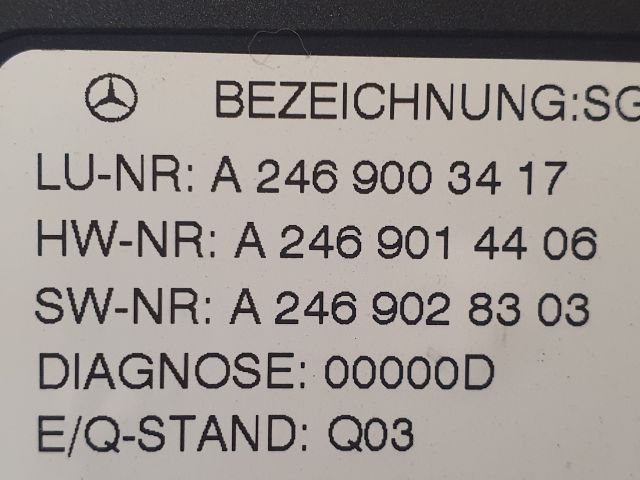 BEZEICHNUNG:SG
LU-NR: A 246 900 34 17
HW-NR: A 246 901 44 06
SW-NR: A 246 902 83 03
DIAGNOSE: 00000D
E/Q-STAND: Q03